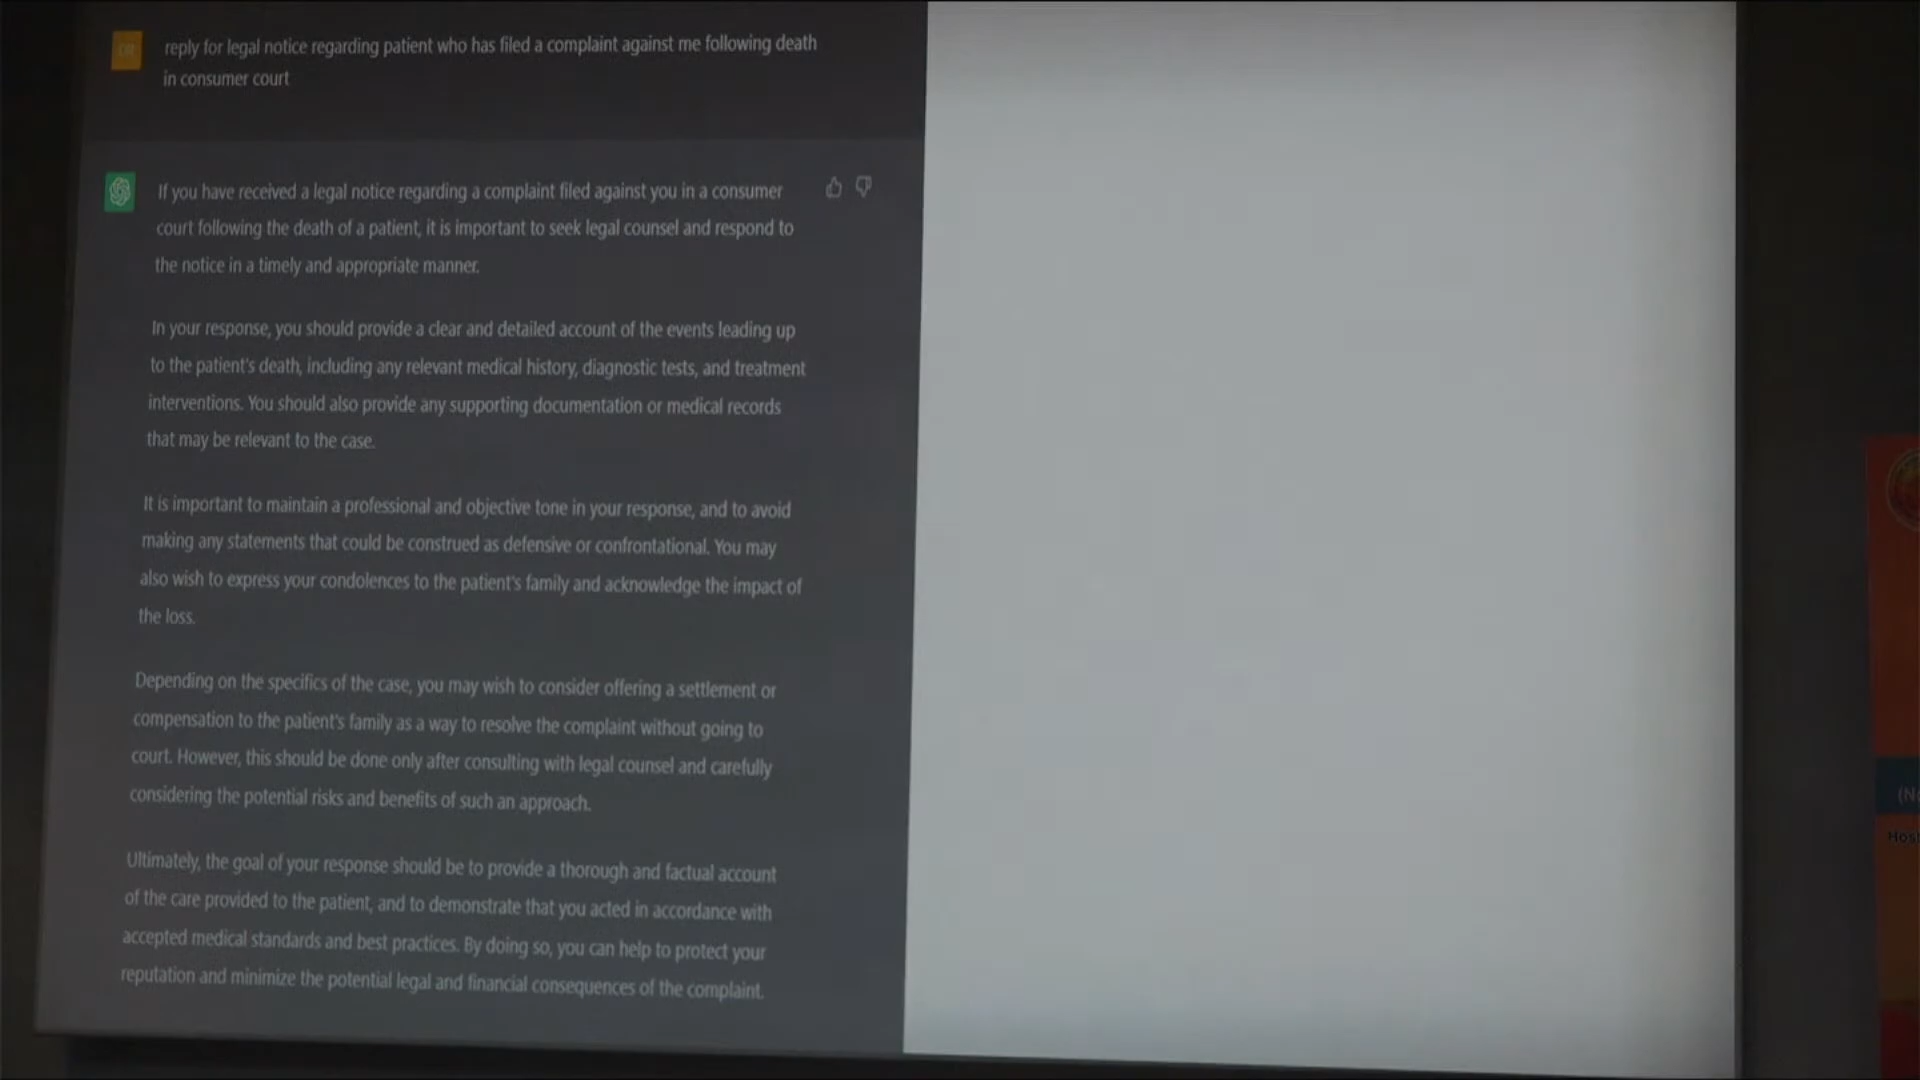 reply for legal notice regarding patient who has filed a complaint against me following death
in consumer court
If you have received a legal notice regarding a complaint filed against you in a consumer
court following the death of a patient, it is important to seek legal counsel and respond to
the notice in a timely and appropriate manner.
In your response, you should provide a clear and detailed account of the events leading up
to the patient's death, including any relevant medical history, diagnostic tests, and treatment
interventions. You should also provide any supporting documentation or medical records
that may be relevant to the case.
It is important to maintain a professional and objective tone in your response, and to avoid
making any statements that could be construed as defensive or confrontational. You may
also wish to express your condolences to the patient's family and acknowledge the impact of
the loss.
Depending on the specifics of the case, you may wish to consider offering a settlement or
compensation to the patient's family as a way to resolve the complaint without going to
court. However, this should be done only after consulting with legal counsel and carefully
considering the potential risks and benefits of such an approach.
Ultimately, the goal of your response should be to provide a thorough and factual account
of the care provided to the patient, and to demonstrate that you acted in accordance with
accepted medical standards and best practices. By doing so, you can help to protect your
reputation and minimize the potential legal and financial consequences of the complaint.